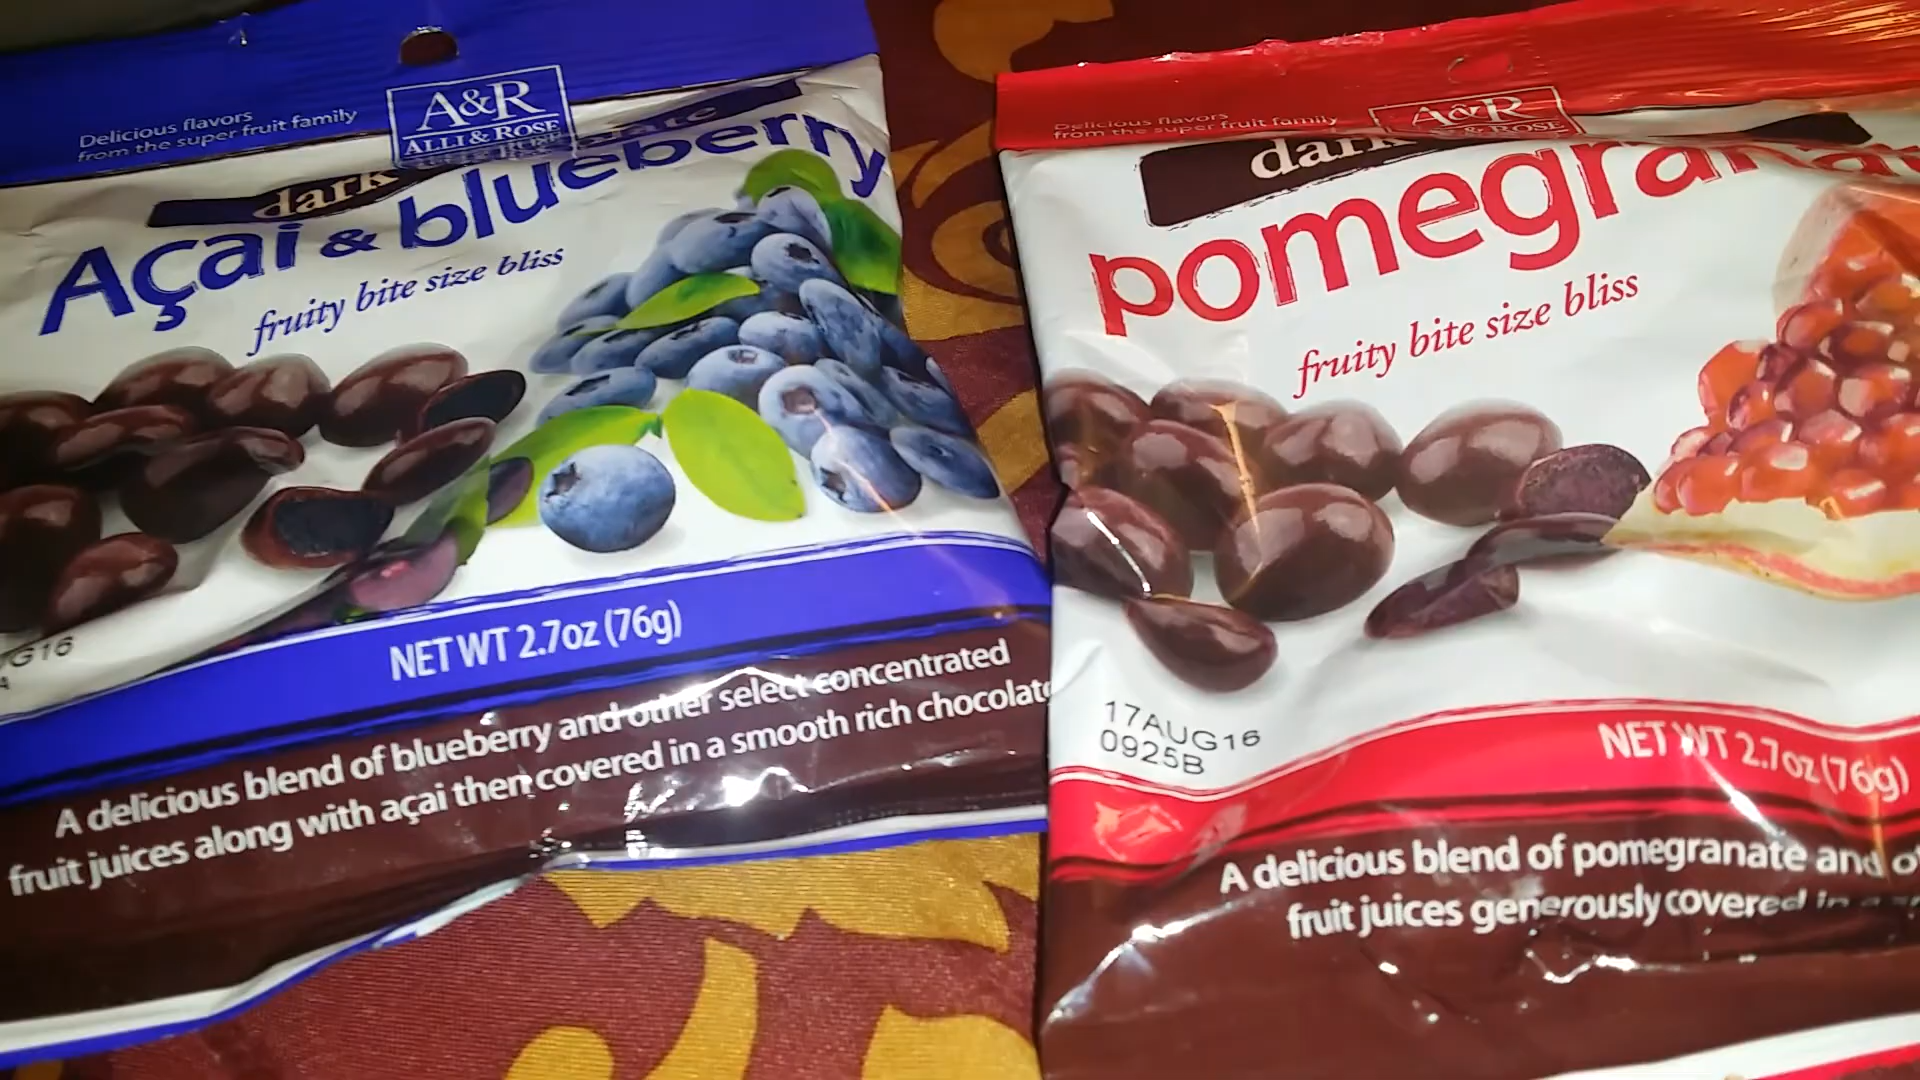 Delicious flavors
from the super fruit family
A&R
ALLI & ROSE
dark
Açai & blueberry
fruity bite size bliss
NET WT 2.7oz (76g)
A delicious blend of blueberry and other select concentrated
fruit juices along with açai then covered in a smooth rich chocolate
Delicious flavors
from the super fruit family
A&R
& ROSE
dark
fruity bite size bliss
17AUG16
0925B
NET WT 2.7oz (76g)
A delicious blend of pomegranate and
fruit juices generously covered in a